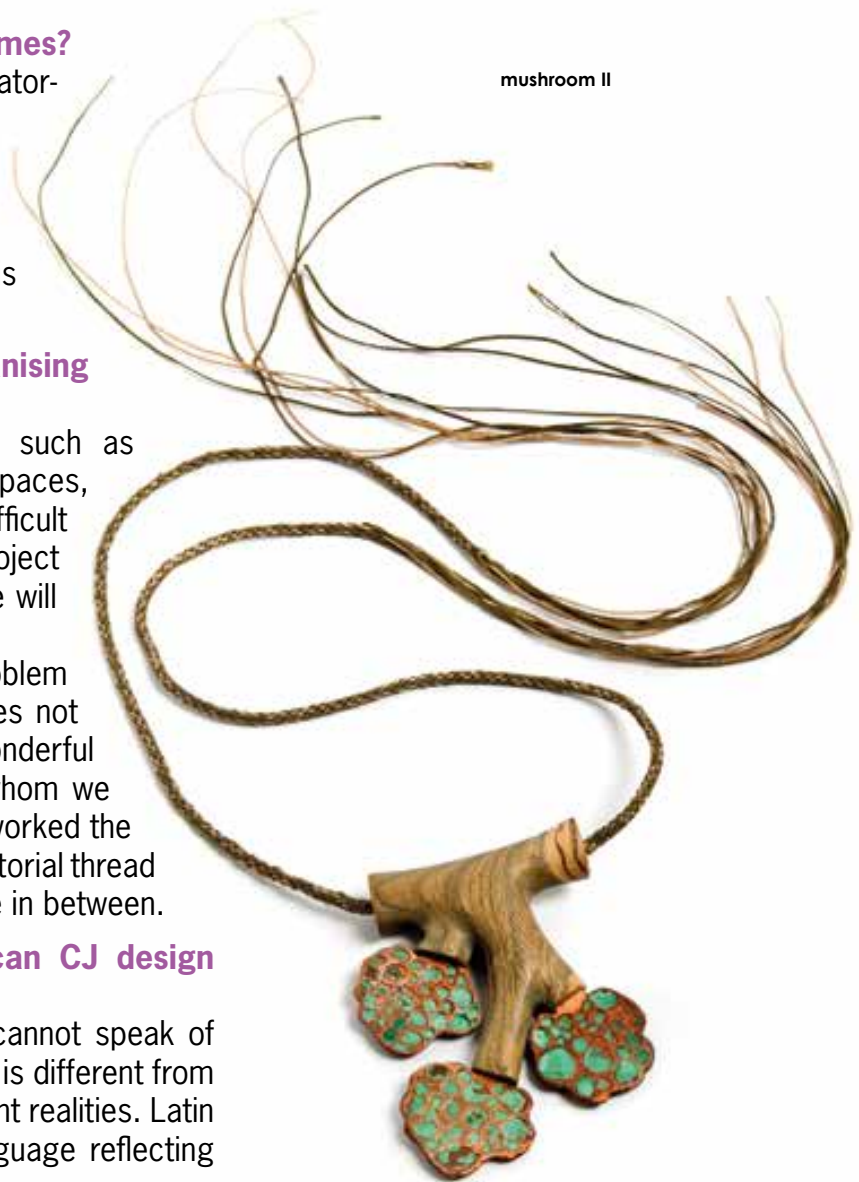 mes?
ator-
mushroom II
s
nising
such as
paces,
fficult
oject
e will
blem
es not
onderful
hom we
worked the
torial thread
e in between.
can CJ design
cannot speak of
is different from
nt realities. Latin
guage reflecting